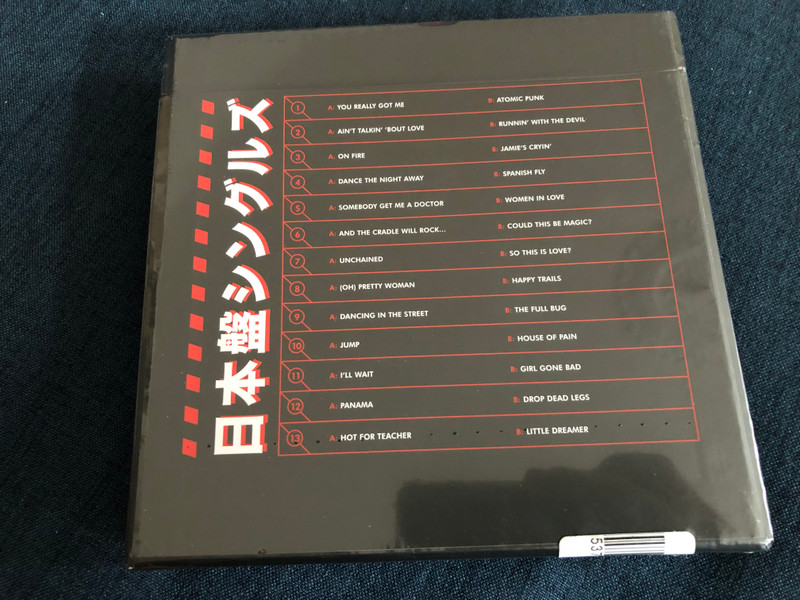 日本盤シングルズ
1 A: YOU REALLY GOT ME B: ATOMIC PUNK
2 A: AIN'T TALKIN' 'BOUT LOVE B: RUNNIN' WITH THE DEVIL
3 A: ON FIRE B: JAMIE'S CRYIN'
4 A: DANCE THE NIGHT AWAY B: SPANISH FLY
5 A: SOMEBODY GET ME A DOCTOR B: WOMEN IN LOVE
6 A: AND THE CRADLE WILL ROCK... B: COULD THIS BE MAGIC?
7 A: UNCHAINED B: SO THIS IS LOVE?
8 A: (OH) PRETTY WOMAN B: HAPPY TRAILS
9 A: DANCING IN THE STREET B: THE FULL BUG
10 A: JUMP B: HOUSE OF PAIN
11 A: I'LL WAIT B: GIRL GONE BAD
12 A: PANAMA B: DROP DEAD LEGS
13 A: HOT FOR TEACHER B: LITTLE DREAMER